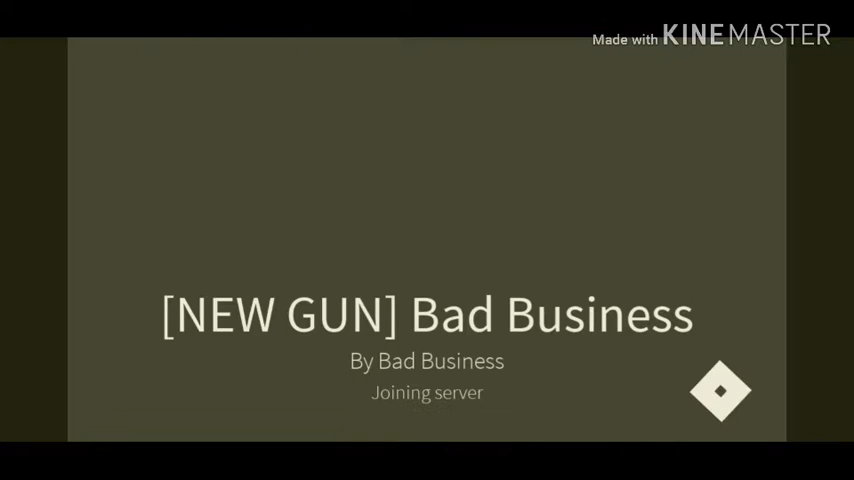 Made with KINEMASTER
[NEW GUN] Bad Business
By Bad Business
Joining server